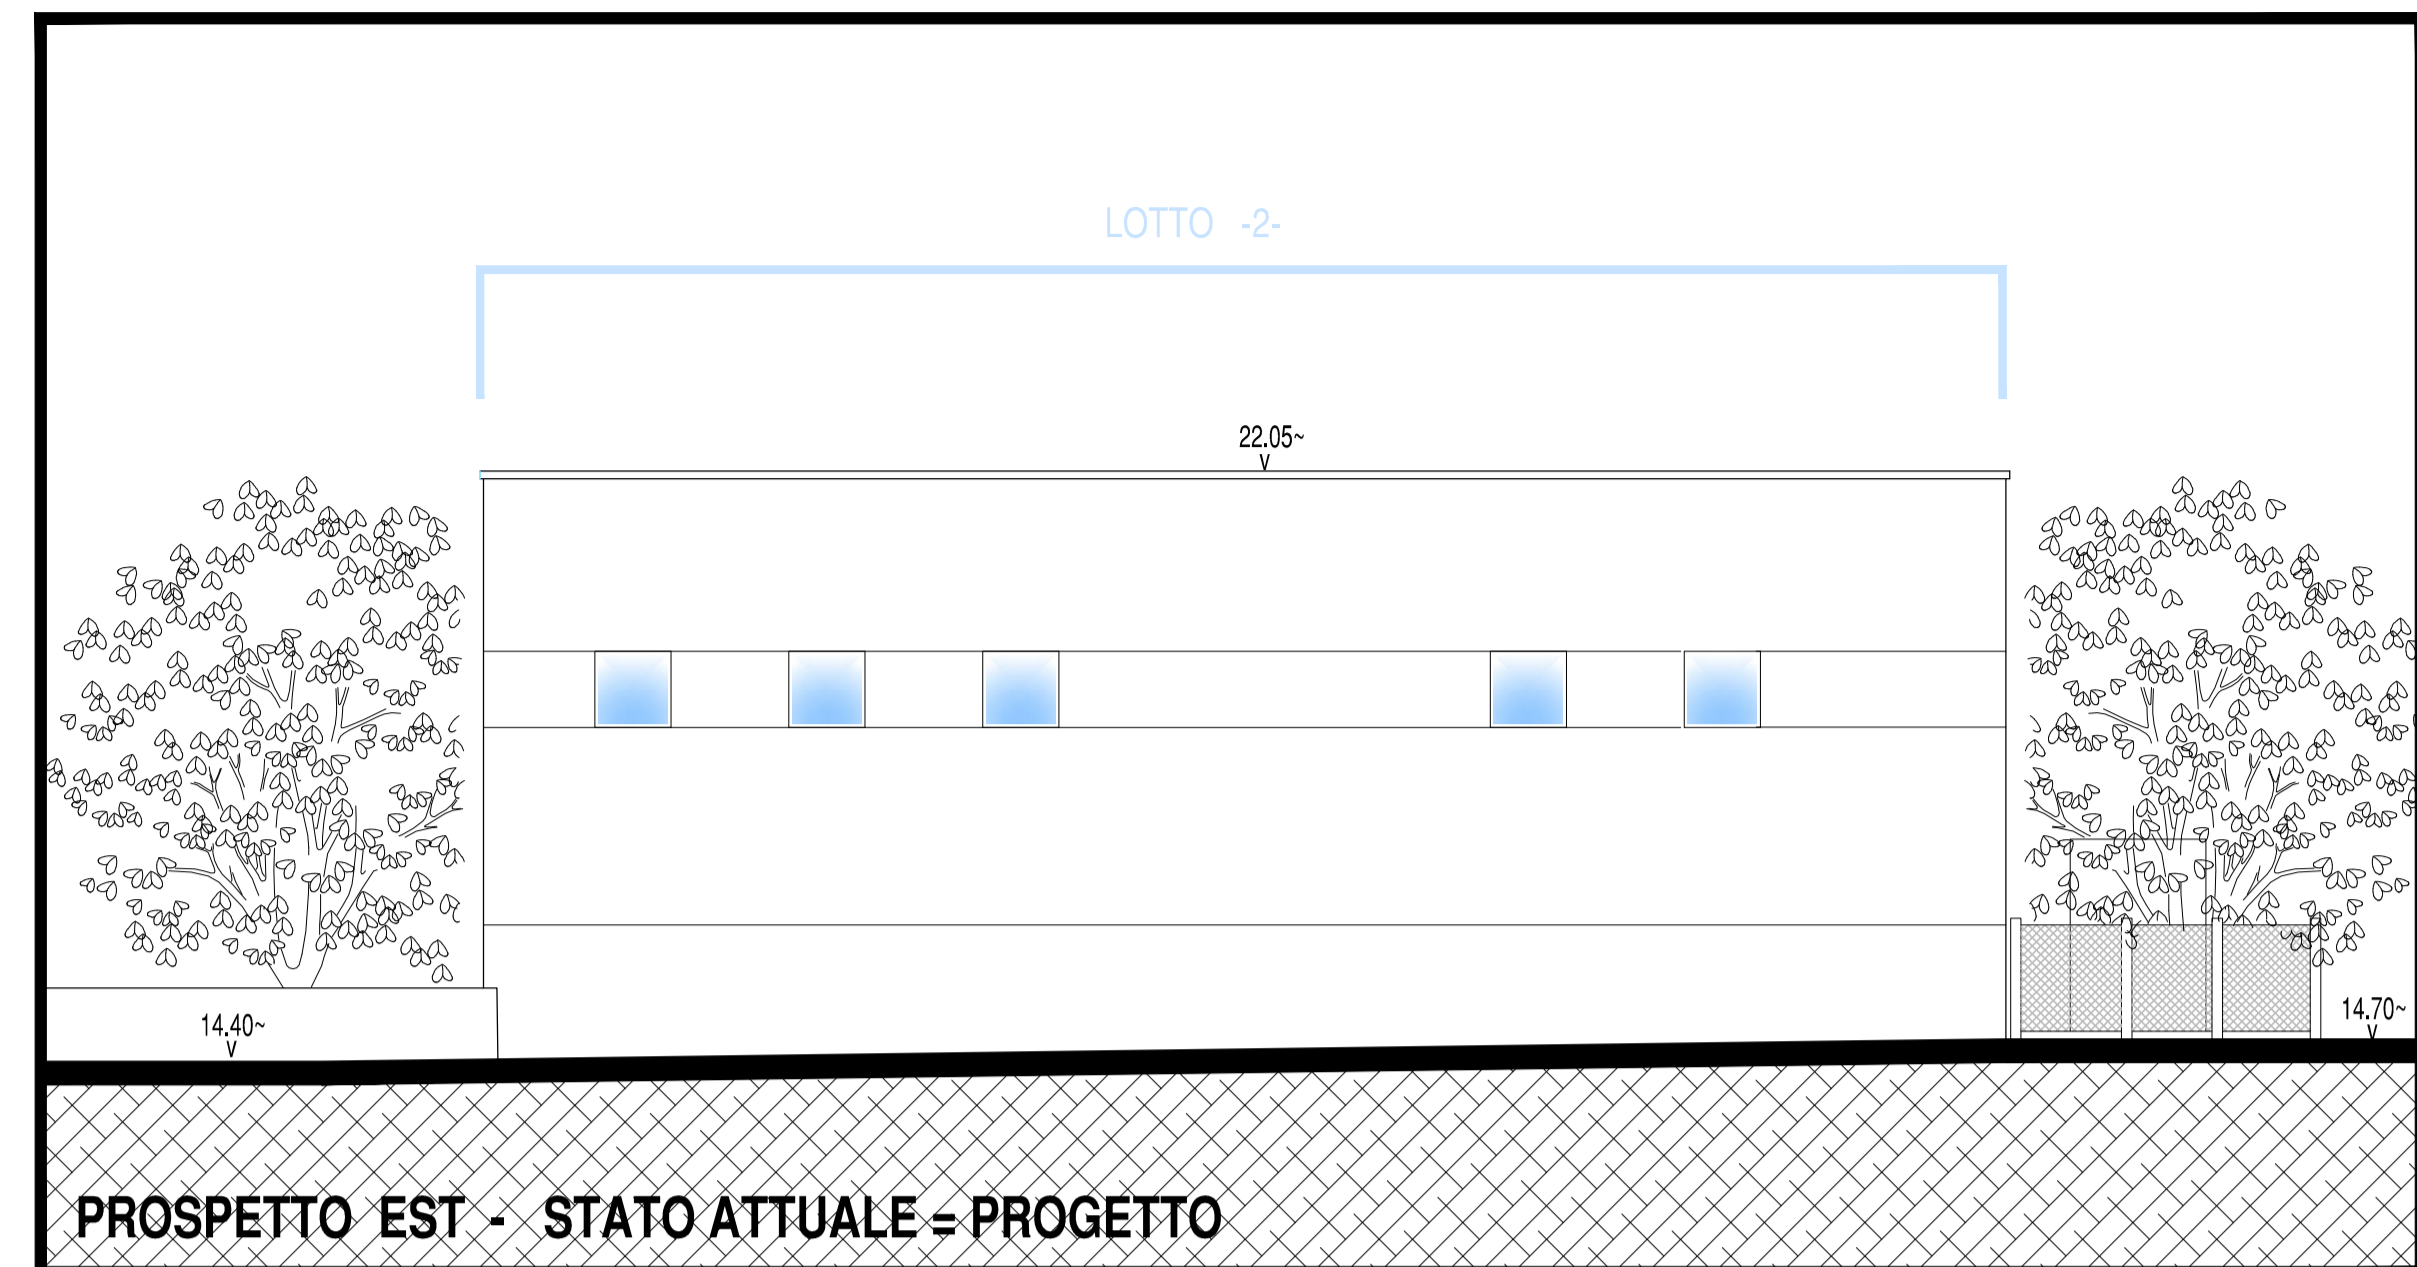 LOTTO -2-
22.05~
14.40~
14.70~
PROSPETTO EST - STATO ATTUALE = PROGETTO